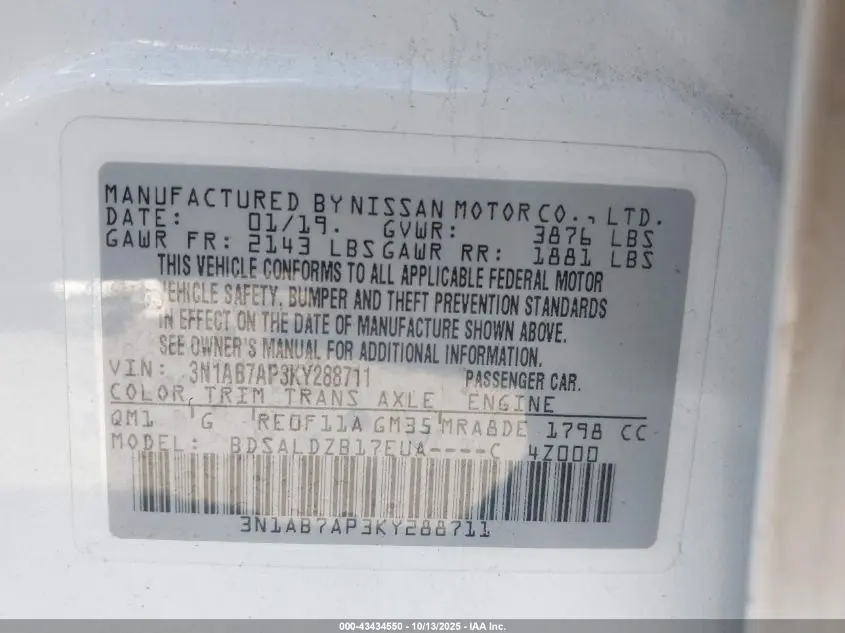 MANUFACTURED BY NISSAN MOTOR CO., LTD.
DATE: 01/19. GVWR: 3876 LBS
GAWR FR: 2143 LBS GAWR RR: 1881 LBS
THIS VEHICLE CONFORMS TO ALL APPLICABLE FEDERAL MOTOR
VEHICLE SAFETY, BUMPER AND THEFT PREVENTION STANDARDS
IN EFFECT ON THE DATE OF MANUFACTURE SHOWN ABOVE.
SEE OWNER'S MANUAL FOR ADDITIONAL INFORMATION.
VIN: 3N1AB7AP3KY288711 PASSENGER CAR.
COLOR, TRIM TRANS AXLE ENGINE
QM1 G RE0F11A GM35 MRA8DE 1798 CC
MODEL: BDSALDZB17EUA----C 4Z000
3N1AB7AP3KY288711
000-43434550 - 10/13/2025 - IAA Inc.